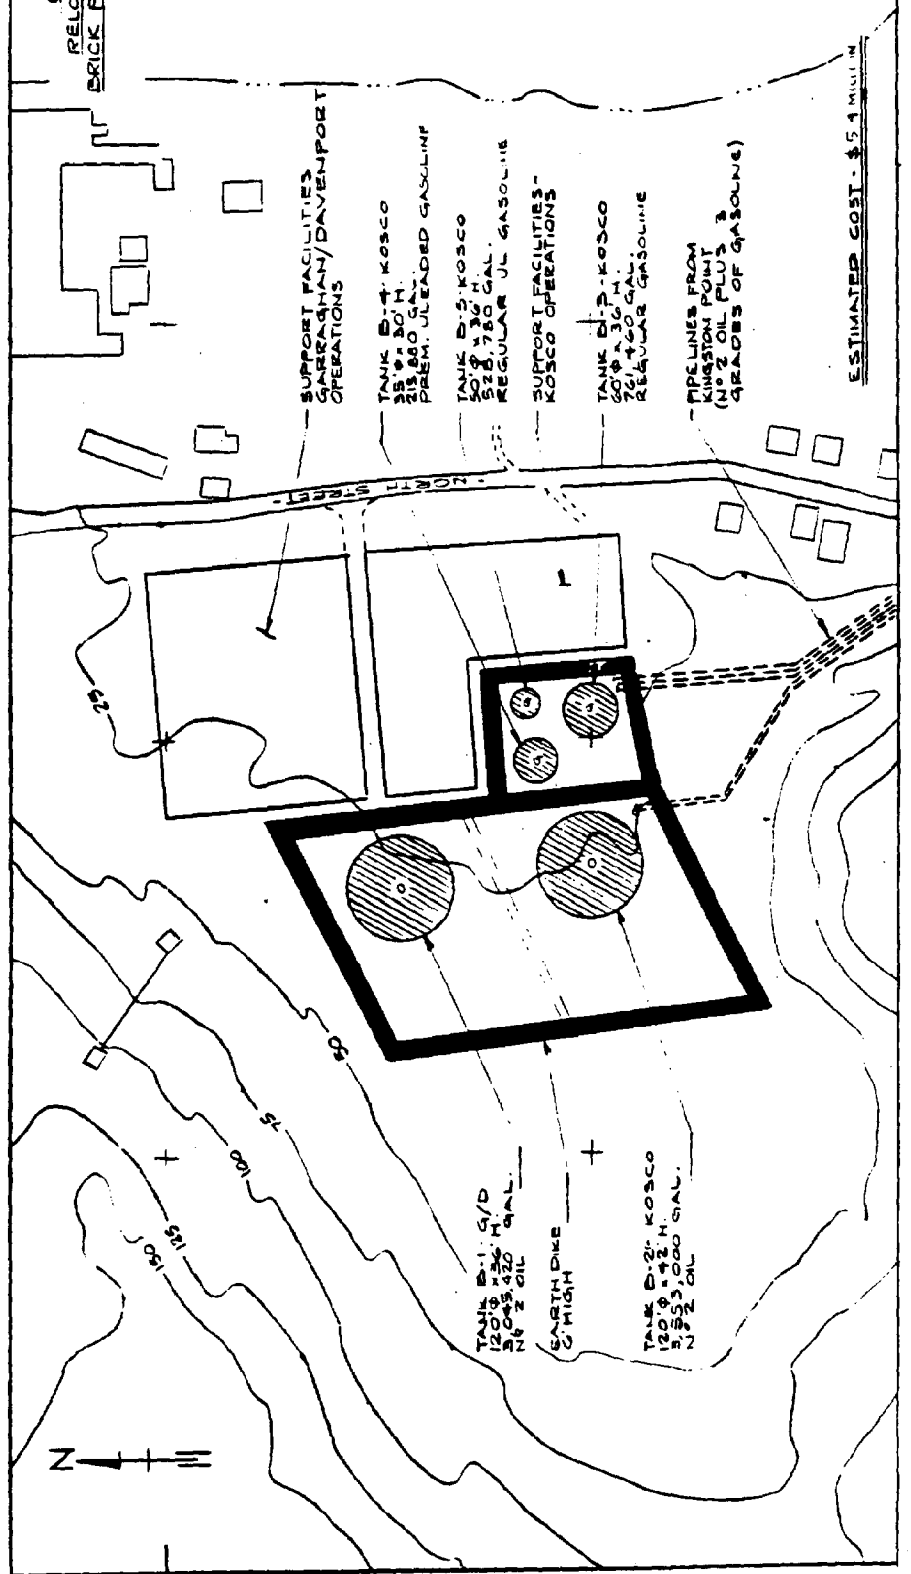 RELO
BRICK
SUPPORT FACILITIES
GARRAGHAN/DAVENPORT
OPERATIONS
TANK B-4 - KOSCO
35'φ x 30' H.
215,880 GAL.
PREM. UL LEADED GASOLINE
TANK B-5-KOSCO
50'φ x 36' H.
528,780 GAL.
REGULAR UL GASOLINE
SUPPORT FACILITIES-
KOSCO OPERATIONS
TANK B-3-KOSCO
60'φ x 36' H.
761,460 GAL.
REGULAR GASOLINE
PIPELINES FROM
KINGSTON POINT
(Nº 2 OIL PLUS 3
GRADES OF GASOLINE)
ESTIMATED COST - $5.4 MILLION
NORTH
STREET-
25
50
75
100
125
150
TANK B-1 G/D
120'φ x 36' H.
3,045,420 GAL.
Nº 2 OIL
EARTH DIKE
6' HIGH
TANK B-2 KOSCO
120'φ x 42' H.
3,553,000 GAL.
Nº 2 OIL
N